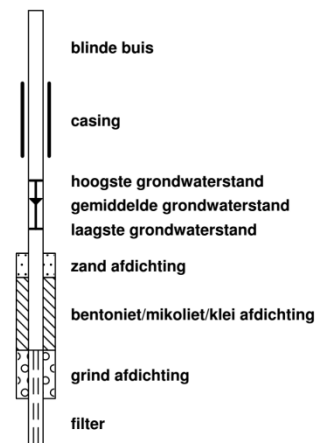 blinde buis
casing
hoogste grondwaterstand
gemiddelde grondwaterstand
laagste grondwaterstand
zand afdichting
bentoniet/mikoliet/klei afdichting
grind afdichting
filter